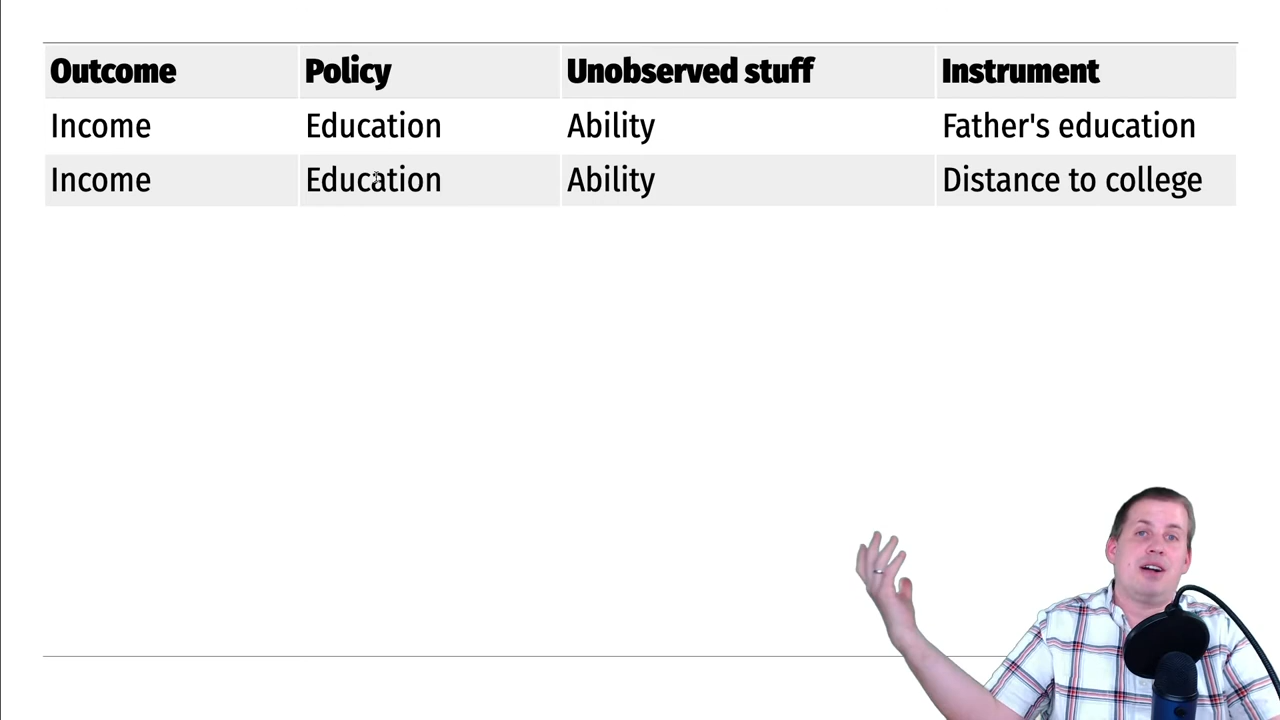 Outcome Policy Unobserved stuff Instrument
Income Education Ability Father's education
Income Education Ability Distance to college